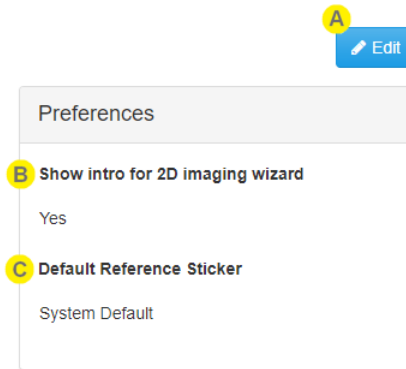 A
Edit
Preferences
B Show intro for 2D imaging wizard
Yes
C Default Reference Sticker
System Default